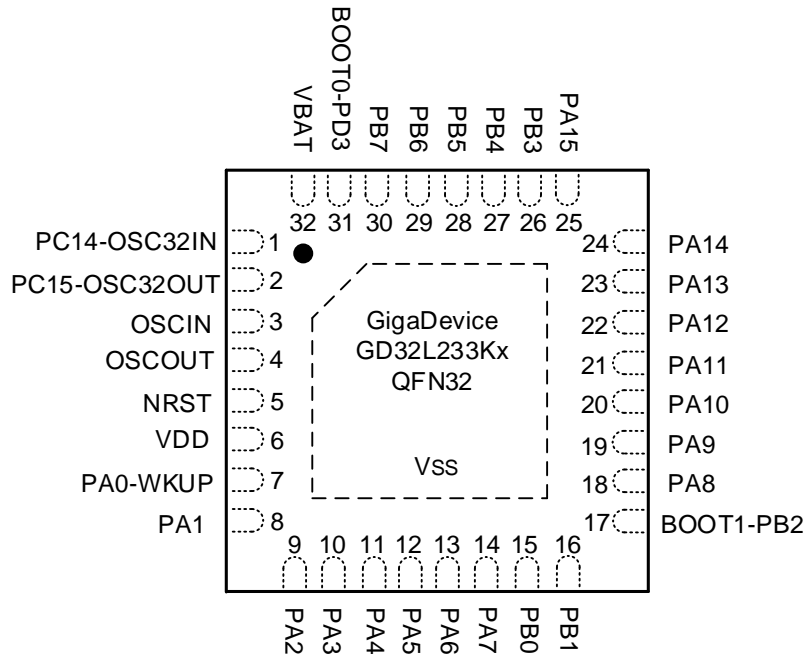 VBAT
BOOT0-PD3
PB7
PB6
PB5
PB4
PB3
PA15
32 31 30 29 28 27 26 25
PC14-OSC32IN 1
PC15-OSC32OUT 2
OSCIN 3
OSCOUT 4
NRST 5
VDD 6
PA0-WKUP 7
PA1 8
GigaDevice
GD32L233Kx
QFN32
VSS
24 PA14
23 PA13
22 PA12
21 PA11
20 PA10
19 PA9
18 PA8
17 BOOT1-PB2
9 10 11 12 13 14 15 16
PA2
PA3
PA4
PA5
PA6
PA7
PB0
PB1